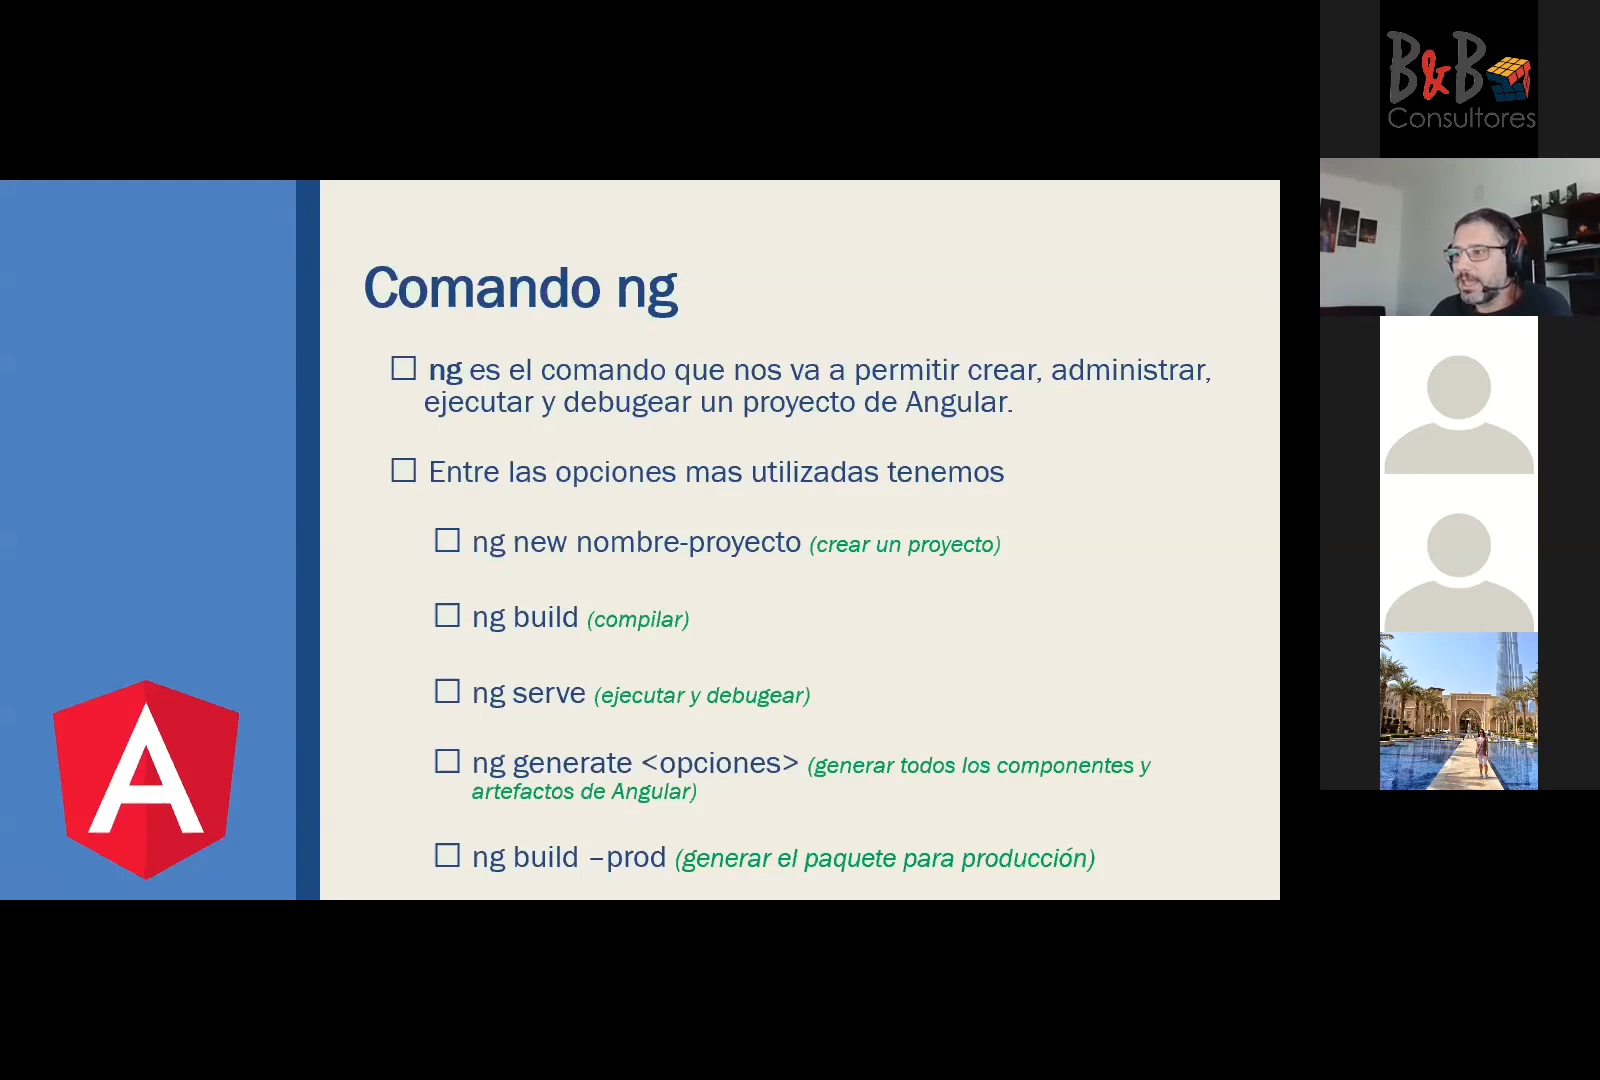 B&B
Consultores
Comando ng
ng es el comando que nos va a permitir crear, administrar,
ejecutar y debugear un proyecto de Angular.
Entre las opciones mas utilizadas tenemos
ng new nombre-proyecto (crear un proyecto)
ng build (compilar)
ng serve (ejecutar y debugear)
ng generate <opciones> (generar todos los componentes y
artefactos de Angular)
ng build –prod (generar el paquete para producción)
A